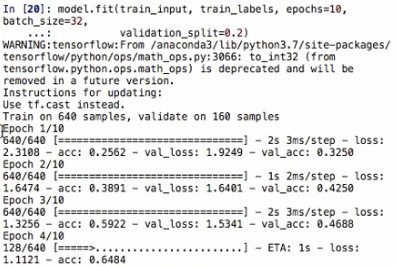 In [20]: model.fit(train_input, train_labels, epochs=10,
batch_size=32,
...: validation_split=0.2)
WARNING:tensorflow:From /anaconda3/lib/python3.7/site-packages/
tensorflow/python/ops/math_ops.py:3066: to_int32 (from
tensorflow.python.ops.math_ops) is deprecated and will be
removed in a future version.
Instructions for updating:
Use tf.cast instead.
Train on 640 samples, validate on 160 samples
Epoch 1/10
640/640 [==============================] - 2s 3ms/step - loss:
2.3108 - acc: 0.2562 - val_loss: 1.9249 - val_acc: 0.3250
Epoch 2/10
640/640 [==============================] - 1s 2ms/step - loss:
1.6474 - acc: 0.3891 - val_loss: 1.6401 - val_acc: 0.4250
Epoch 3/10
640/640 [==============================] - 2s 3ms/step - loss:
1.3256 - acc: 0.5922 - val_loss: 1.5341 - val_acc: 0.4688
Epoch 4/10
128/640 [=====>........................] - ETA: 1s - loss:
1.1121 - acc: 0.6484